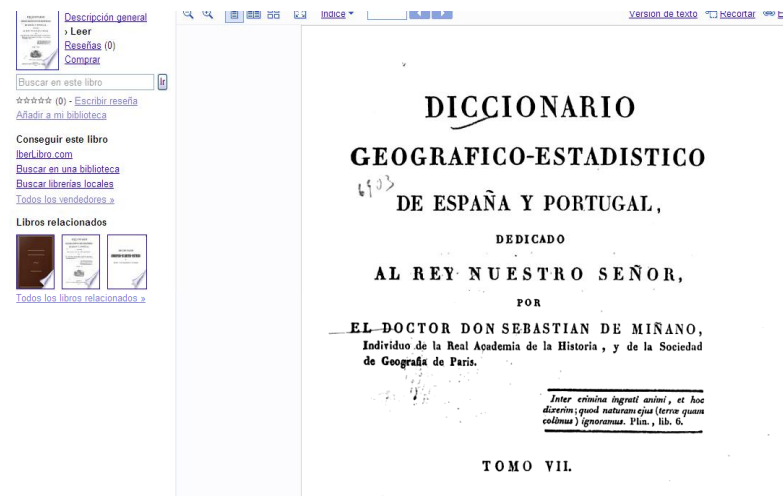 Descripción general
› Leer
Reseñas (0)
Comprar
Buscar en este libro
Ir
(0) - Escribir reseña
Añadir a mi biblioteca
Conseguir este libro
IberLibro.com
Buscar en una biblioteca
Buscar librerías locales
Todos los vendedores »
Libros relacionados
Todos los libros relacionados »
Índice
Versión de texto
Recortar
DICCIONARIO
GEOGRAFICO-ESTADISTICO
6903
DE ESPAÑA Y PORTUGAL,
DEDICADO
AL REY NUESTRO SEÑOR,
POR
EL DOCTOR DON SEBASTIAN DE MIÑANO,
Individuo de la Real Academia de la Historia, y de la Sociedad
de Geografía de Paris.
Inter crimina ingrati animi, et hoc
dixerim; quod naturam ejus (terræ quam
colimus) ignoramus. Plin., lib. 6.
TOMO VII.